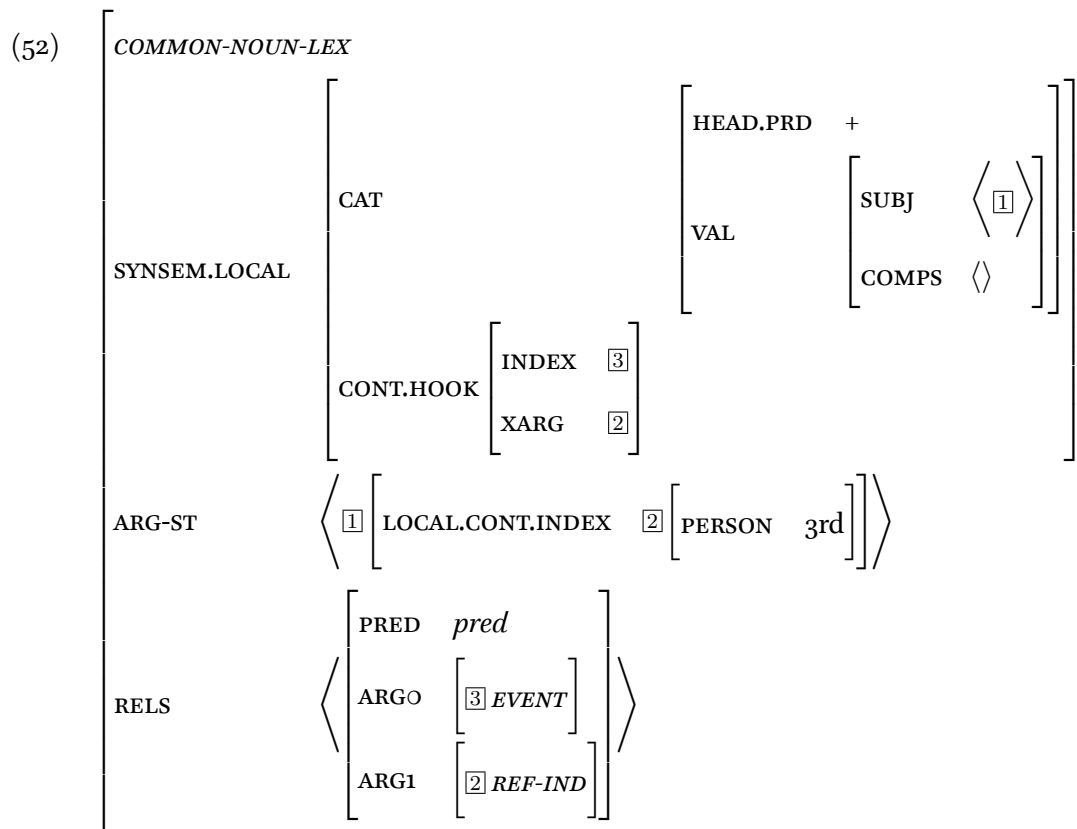 (52)
COMMON-NOUN-LEX
HEAD.PRD +
CAT
SUBJ ⟨ 1 ⟩
VAL
SYNSEM.LOCAL
COMPS ⟨⟩
INDEX 3
CONT.HOOK
XARG 2
ARG-ST ⟨ 1 [ LOCAL.CONT.INDEX 2 [ PERSON 3rd ] ] ⟩
PRED pred
RELS ⟨ ARG0 [ 3 EVENT ] ⟩
ARG1 [ 2 REF-IND ]